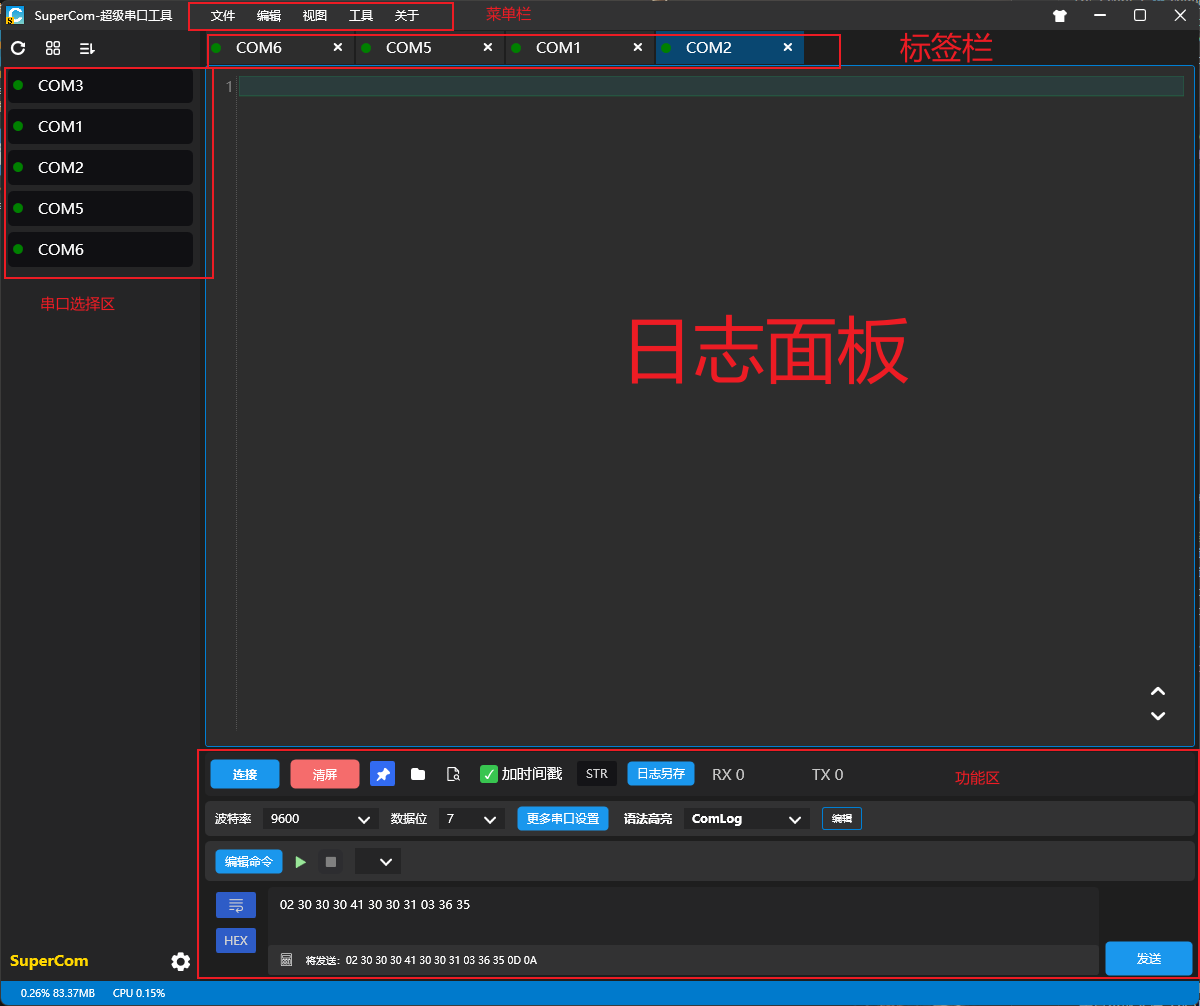 SuperCom-超级串口工具 文件 编辑 视图 工具 关于 菜单栏
COM6 COM5 COM1 COM2 标签栏
COM3
COM1
COM2
COM5
COM6
串口选择区
1
日志面板
连接 清屏 加时间戳 STR 日志另存 RX 0 TX 0 功能区
波特率 9600 数据位 7 更多串口设置 语法高亮 ComLog 编辑
编辑命令
02 30 30 30 41 30 30 31 03 36 35
HEX
将发送: 02 30 30 30 41 30 30 31 03 36 35 0D 0A
发送
SuperCom
0.26% 83.37MB CPU 0.15%